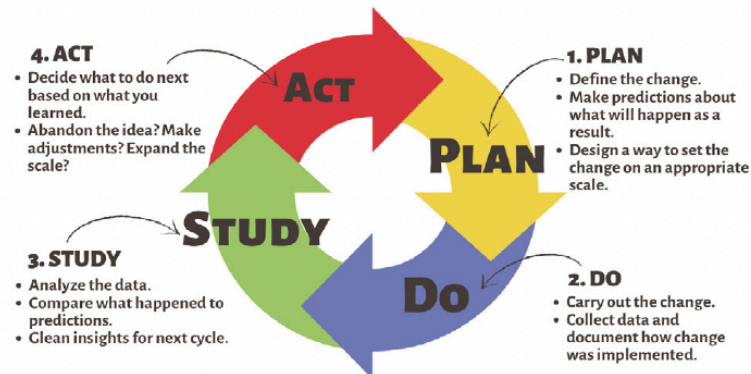 4. ACT
• Decide what to do next
based on what you
learned.
• Abandon the idea? Make
adjustments? Expand the
scale?
ACT
1. PLAN
• Define the change.
• Make predictions about
what will happen as a
result.
• Design a way to set the
change on an appropriate
scale.
PLAN
STUDY
3. STUDY
• Analyze the data.
• Compare what happened to
predictions.
• Glean insights for next cycle.
DO
2. DO
• Carry out the change.
• Collect data and
document how change
was implemented.